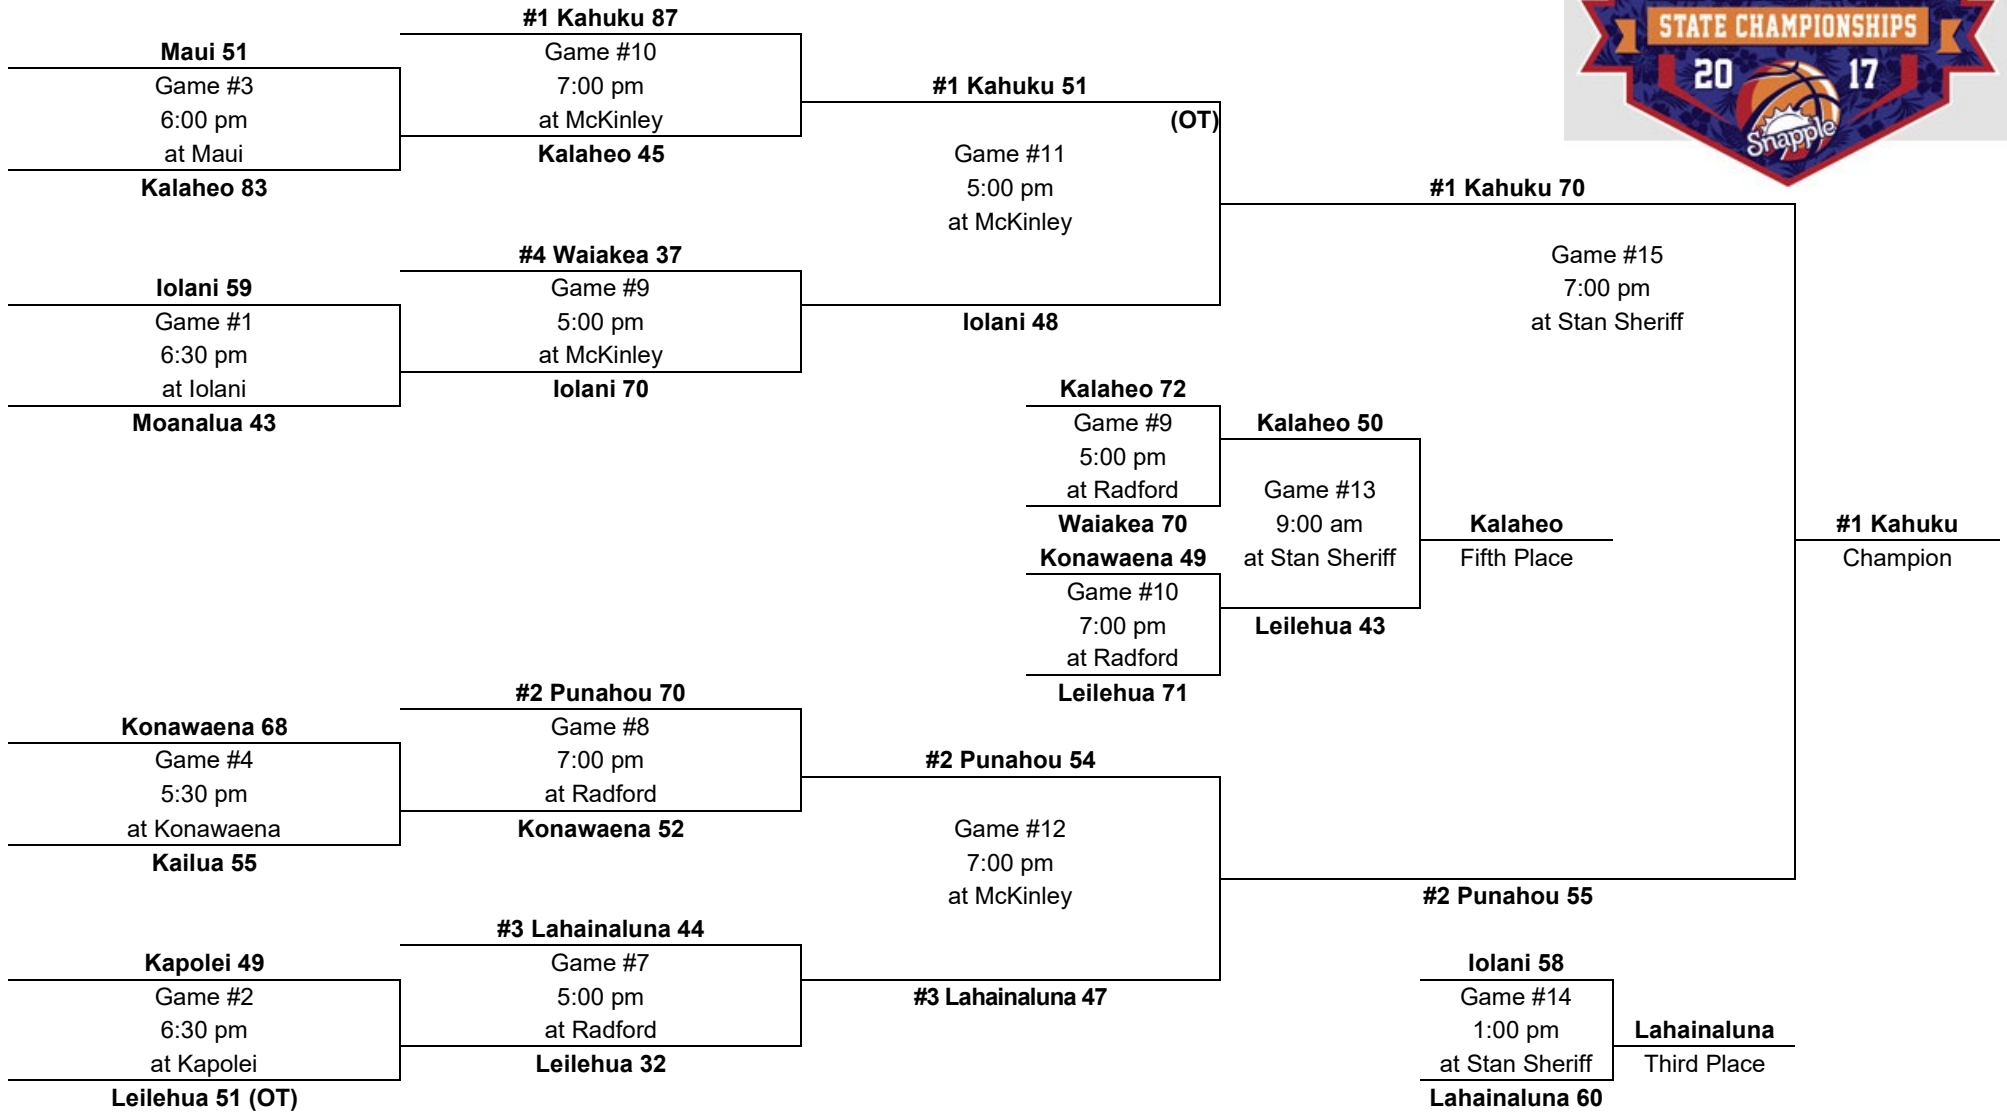 STATE CHAMPIONSHIPS
20 17
Snapple
Maui 51
Game #3
6:00 pm
at Maui
Kalaheo 83
Iolani 59
Game #1
6:30 pm
at Iolani
Moanalua 43
Konawaena 68
Game #4
5:30 pm
at Konawaena
Kailua 55
Kapolei 49
Game #2
6:30 pm
at Kapolei
Leilehua 51 (OT)
#1 Kahuku 87
Game #10
7:00 pm
at McKinley
Kalaheo 45
#4 Waiakea 37
Game #9
5:00 pm
at McKinley
Iolani 70
#2 Punahou 70
Game #8
7:00 pm
at Radford
Konawaena 52
#3 Lahainaluna 44
Game #7
5:00 pm
at Radford
Leilehua 32
#1 Kahuku 51
(OT)
Game #11
5:00 pm
at McKinley
Iolani 48
Kalaheo 72
Game #9
5:00 pm
at Radford
Waiakea 70
Konawaena 49
Game #10
7:00 pm
at Radford
Leilehua 71
Kalaheo 50
Game #13
9:00 am
at Stan Sheriff
Leilehua 43
Kalaheo
Fifth Place
#2 Punahou 54
Game #12
7:00 pm
at McKinley
#3 Lahainaluna 47
#1 Kahuku 70
Game #15
7:00 pm
at Stan Sheriff
#2 Punahou 55
#1 Kahuku
Champion
Iolani 58
Game #14
1:00 pm
at Stan Sheriff
Lahainaluna 60
Lahainaluna
Third Place